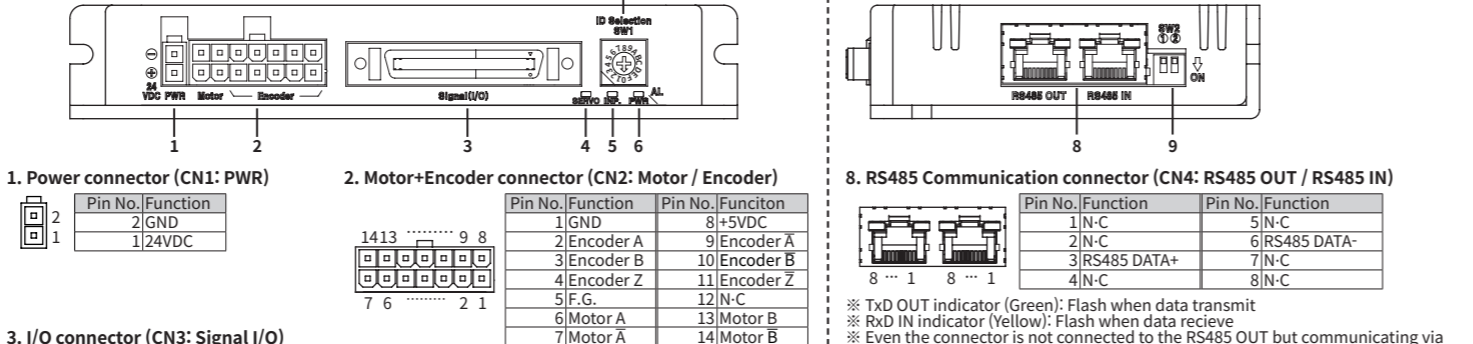 ID Selection
SW1
24
VDC PWR Motor Encoder Signal(I/O) SERVO INP. PWR AL
1 2 3 4 5 6
SW2
① ②
ON
RS485 OUT RS485 IN
8 9
1. Power connector (CN1: PWR)
Pin No. Function
2 GND
1 24VDC
2
1
2. Motor+Encoder connector (CN2: Motor / Encoder)
1413 ········ 9 8
7 6 ········ 2 1
Pin No. Function Pin No. Funciton
1 GND 8 +5VDC
2 Encoder A 9 Encoder A̅
3 Encoder B 10 Encoder B̅
4 Encoder Z 11 Encoder Z̅
5 F.G. 12 N·C
6 Motor A 13 Motor B
7 Motor A̅ 14 Motor B̅
3. I/O connector (CN3: Signal I/O)
8. RS485 Communication connector (CN4: RS485 OUT / RS485 IN)
8 ··· 1 8 ··· 1
Pin No. Function Pin No. Function
1 N·C 5 N·C
2 N·C 6 RS485 DATA-
3 RS485 DATA+ 7 N·C
4 N·C 8 N·C
※ TxD OUT indicator (Green): Flash when data transmit
※ RxD IN indicator (Yellow): Flash when data recieve
※ Even the connector is not connected to the RS485 OUT but communicating via